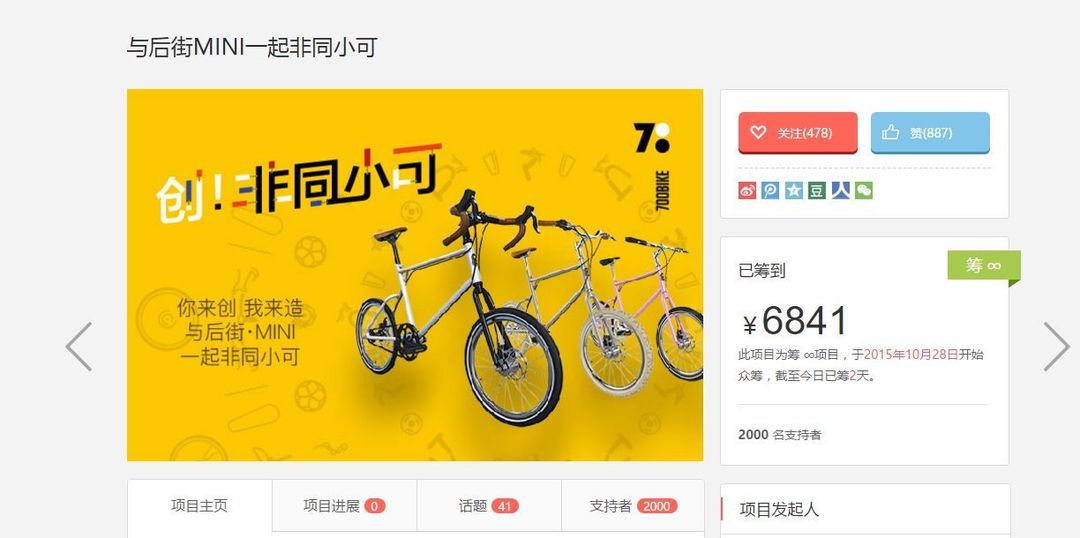 与后街MINI一起非同小可
创!非同小可
78
700BIKE
你来创 我来造
与后街·MINI
一起非同小可
关注(478)
赞(887)
豆
人
已筹到
筹 ∞
¥6841
此项目为筹 ∞项目，于2015年10月28日开始
众筹，截至今日已筹2天。
2000 名支持者
项目主页
项目进展 0
话题 41
支持者 2000
项目发起人